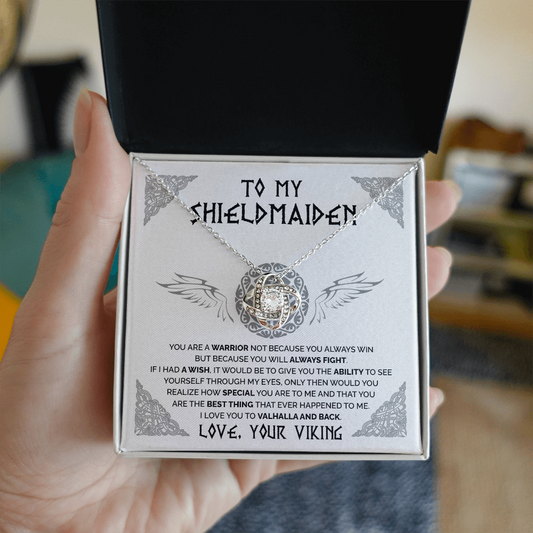 TO MY
SHIELDMAIDEN
YOU ARE A WARRIOR NOT BECAUSE YOU ALWAYS WIN
BUT BECAUSE YOU WILL ALWAYS FIGHT.
IF I HAD A WISH, IT WOULD BE TO GIVE YOU THE ABILITY TO SEE
YOURSELF THROUGH MY EYES, ONLY THEN WOULD YOU
REALIZE HOW SPECIAL YOU ARE TO ME AND THAT YOU
ARE THE BEST THING THAT EVER HAPPENED TO ME.
I LOVE YOU TO VALHALLA AND BACK.
LOVE, YOUR VIKING